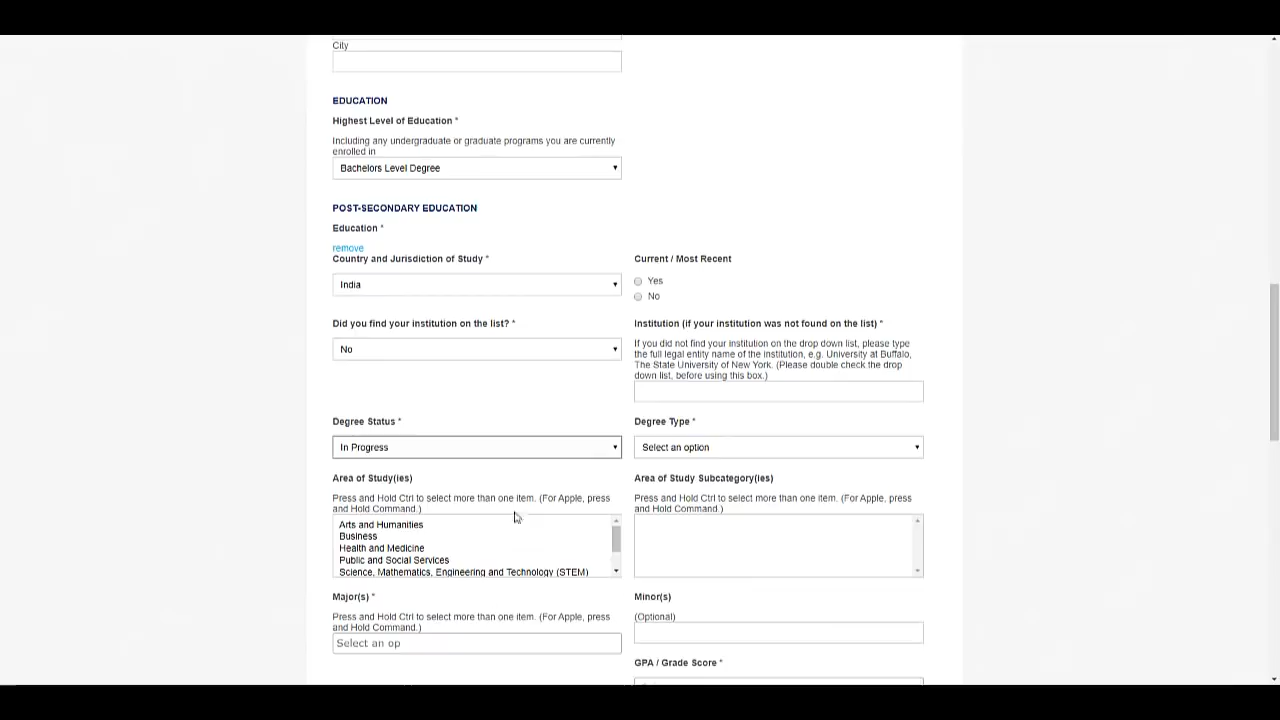 City
EDUCATION
Highest Level of Education *
Including any undergraduate or graduate programs you are currently
enrolled in
Bachelors Level Degree
POST-SECONDARY EDUCATION
Education *
remove
Country and Jurisdiction of Study *
India
Current / Most Recent
Yes
No
Did you find your institution on the list? *
No
Institution (if your institution was not found on the list) *
If you did not find your institution on the drop down list, please type
the full legal entity name of the institution, e.g. University at Buffalo,
The State University of New York. (Please double check the drop
down list, before using this box.)
Degree Status *
In Progress
Degree Type *
Select an option
Area of Study(ies)
Press and Hold Ctrl to select more than one item. (For Apple, press
and Hold Command.)
Arts and Humanities
Business
Health and Medicine
Public and Social Services
Science, Mathematics, Engineering and Technology (STEM)
Area of Study Subcategory(ies)
Press and Hold Ctrl to select more than one item. (For Apple, press
and Hold Command.)
Major(s) *
Press and Hold Ctrl to select more than one item. (For Apple, press
and Hold Command.)
Select an op
Minor(s)
(Optional)
GPA / Grade Score *